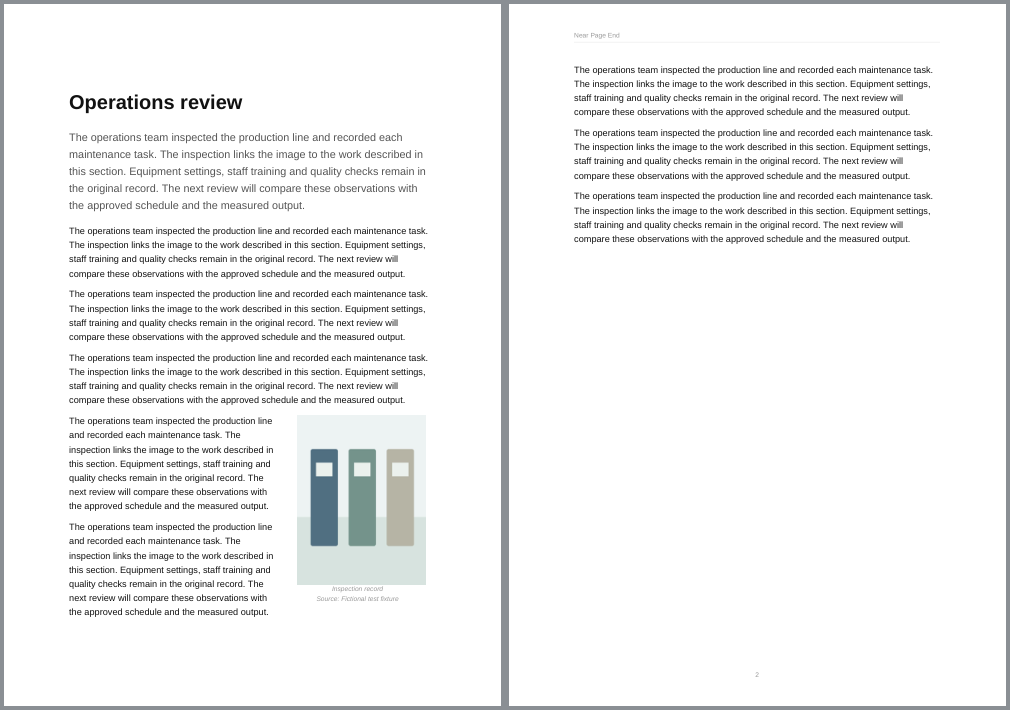 Operations review
The operations team inspected the production line and recorded each
maintenance task. The inspection links the image to the work described in
this section. Equipment settings, staff training and quality checks remain in
the original record. The next review will compare these observations with
the approved schedule and the measured output.
The operations team inspected the production line and recorded each maintenance task.
The inspection links the image to the work described in this section. Equipment settings,
staff training and quality checks remain in the original record. The next review will
compare these observations with the approved schedule and the measured output.
The operations team inspected the production line and recorded each maintenance task.
The inspection links the image to the work described in this section. Equipment settings,
staff training and quality checks remain in the original record. The next review will
compare these observations with the approved schedule and the measured output.
The operations team inspected the production line and recorded each maintenance task.
The inspection links the image to the work described in this section. Equipment settings,
staff training and quality checks remain in the original record. The next review will
compare these observations with the approved schedule and the measured output.
The operations team inspected the production line
and recorded each maintenance task. The
inspection links the image to the work described in
this section. Equipment settings, staff training and
quality checks remain in the original record. The
next review will compare these observations with
the approved schedule and the measured output.
The operations team inspected the production line
and recorded each maintenance task. The
inspection links the image to the work described in
this section. Equipment settings, staff training and
quality checks remain in the original record. The
next review will compare these observations with
the approved schedule and the measured output.
Inspection record
Source: Fictional test fixture
Near Page End
The operations team inspected the production line and recorded each maintenance task.
The inspection links the image to the work described in this section. Equipment settings,
staff training and quality checks remain in the original record. The next review will
compare these observations with the approved schedule and the measured output.
The operations team inspected the production line and recorded each maintenance task.
The inspection links the image to the work described in this section. Equipment settings,
staff training and quality checks remain in the original record. The next review will
compare these observations with the approved schedule and the measured output.
The operations team inspected the production line and recorded each maintenance task.
The inspection links the image to the work described in this section. Equipment settings,
staff training and quality checks remain in the original record. The next review will
compare these observations with the approved schedule and the measured output.
2